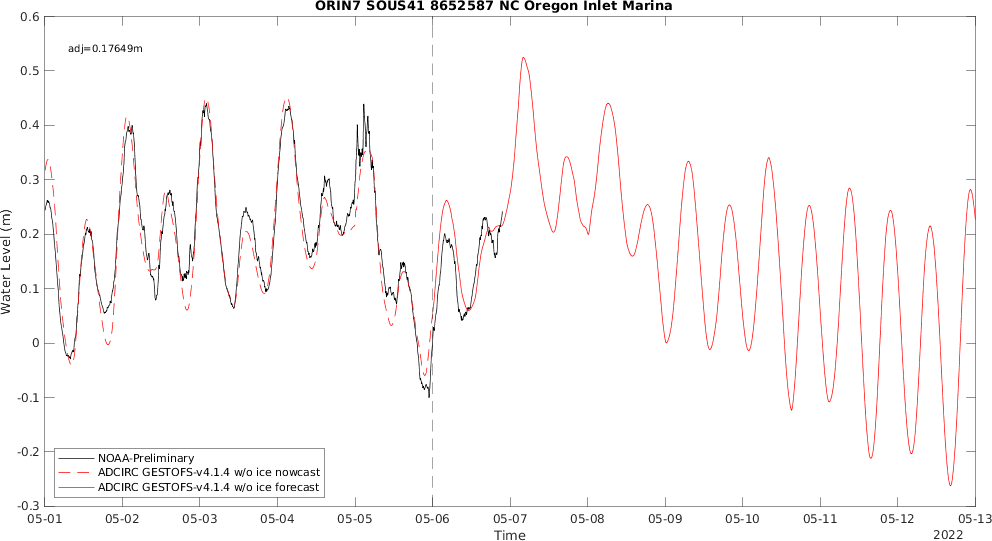 ORIN7 SOUS41 8652587 NC Oregon Inlet Marina
adj=0.17649m
0.6
0.5
0.4
0.3
0.2
0.1
0
-0.1
-0.2
-0.3
Water Level (m)
NOAA-Preliminary
ADCIRC GESTOFS-v4.1.4 w/o ice nowcast
ADCIRC GESTOFS-v4.1.4 w/o ice forecast
05-01 05-02 05-03 05-04 05-05 05-06 05-07 05-08 05-09 05-10 05-11 05-12 05-13
Time
2022